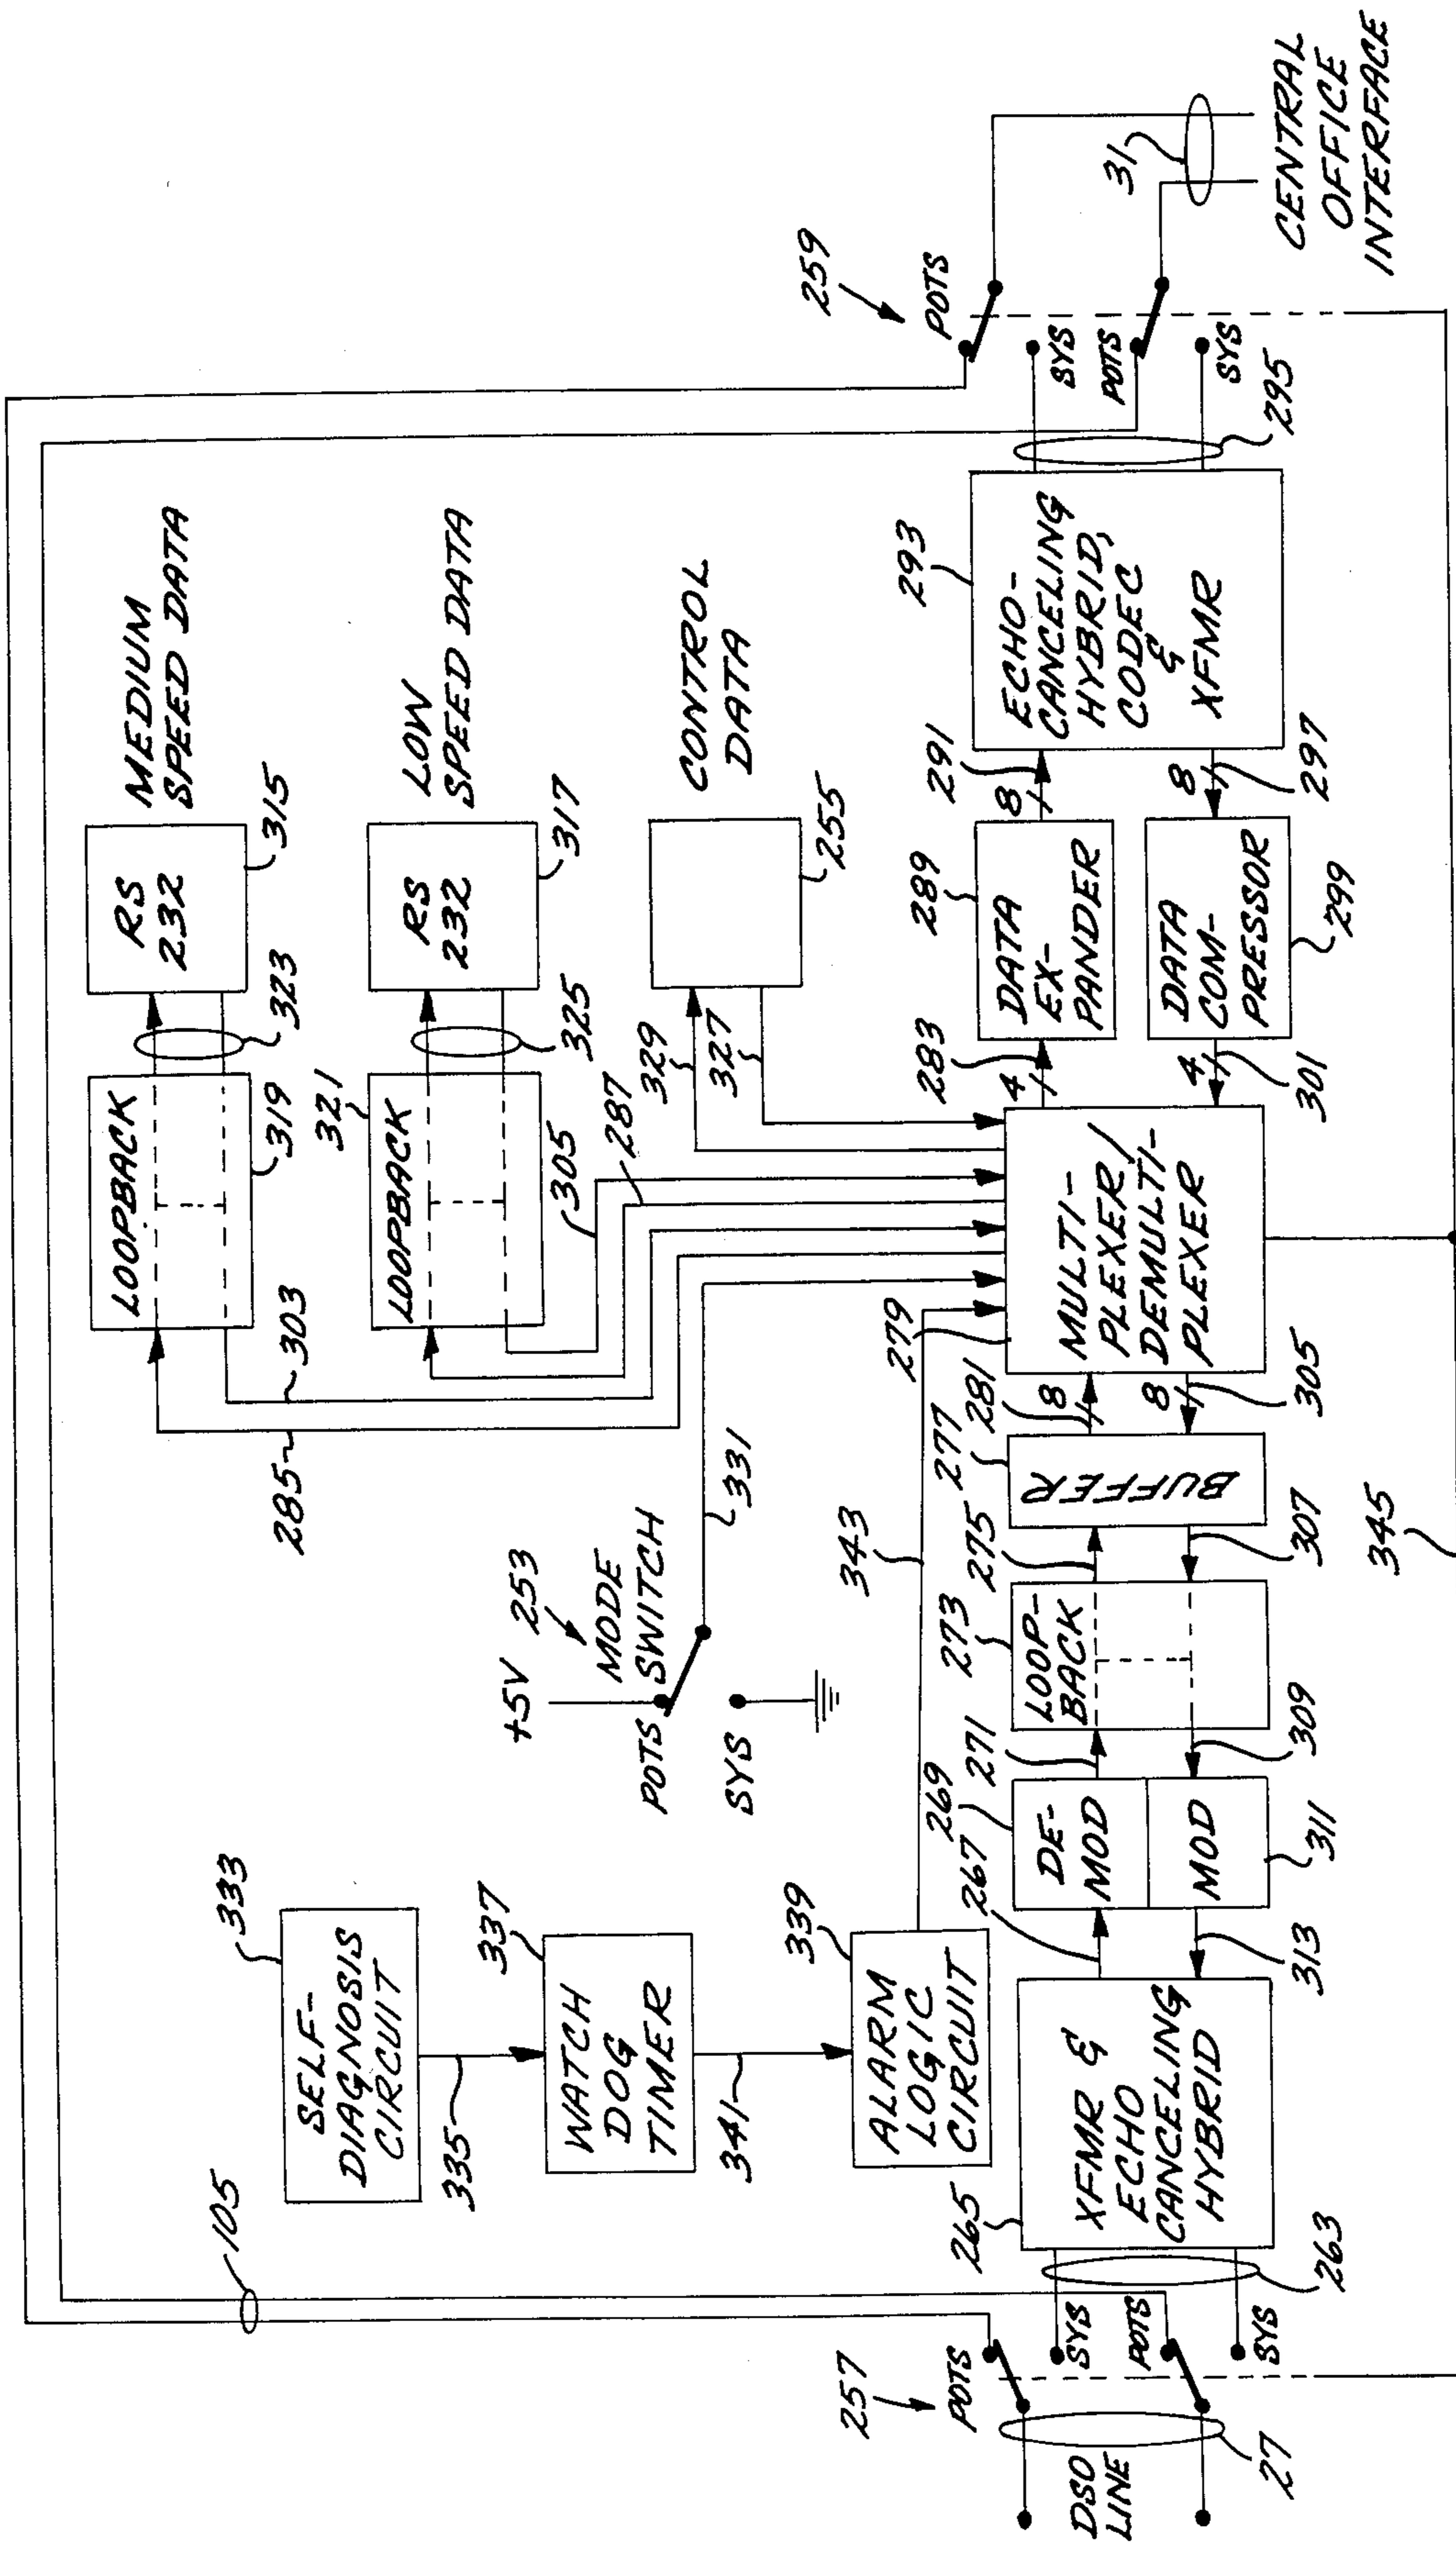 105
333
SELF-
DIAGNOSIS
CIRCUIT
335
337
WATCH
DOG
TIMER
341
339
ALARM
LOGIC
CIRCUIT
343
+5V
253
MODE
SWITCH
POTS
SYS
331
285
303
LOOPBACK
319
323
RS
232
315
MEDIUM
SPEED DATA
321
LOOPBACK
305
287
325
RS
232
317
LOW
SPEED DATA
329
327
255
CONTROL
DATA
257
POTS
SYS
POTS
SYS
DSO
LINE
27
263
265
XFMR &
ECHO
CANCELING
HYBRID
267
313
269
DE-
MOD
MOD
311
271
309
273
LOOP-
BACK
275
307
277
BUFFER
281
8
8
305
279
MULTI-
PLEXER/
DEMULTI-
PLEXER
283
4
4
301
289
DATA
EX-
PANDER
DATA
COM-
PRESSOR
299
291
8
8
297
293
ECHO-
CANCELING
HYBRID,
CODEC
&
XFMR
295
259
POTS
SYS
POTS
SYS
31
CENTRAL
OFFICE
INTERFACE
345